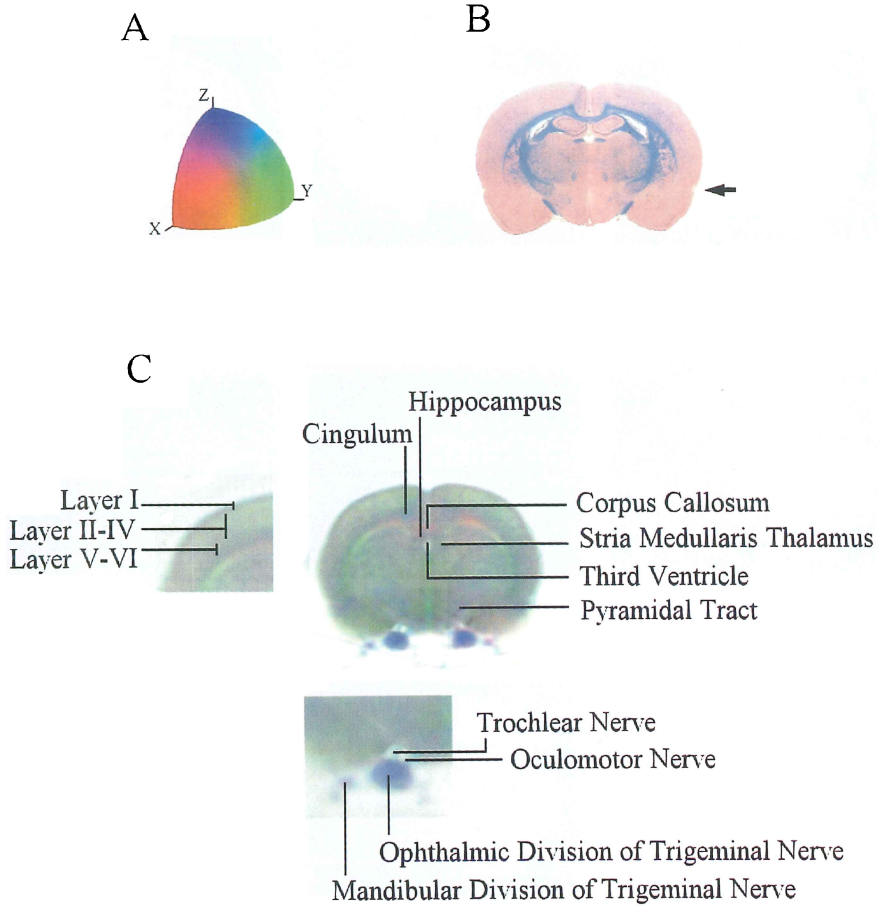 A
B
Z
Y
X
C
Hippocampus
Cingulum
Layer I
Layer II-IV
Layer V-VI
Corpus Callosum
Stria Medullaris Thalamus
Third Ventricle
Pyramidal Tract
Trochlear Nerve
Oculomotor Nerve
Ophthalmic Division of Trigeminal Nerve
Mandibular Division of Trigeminal Nerve